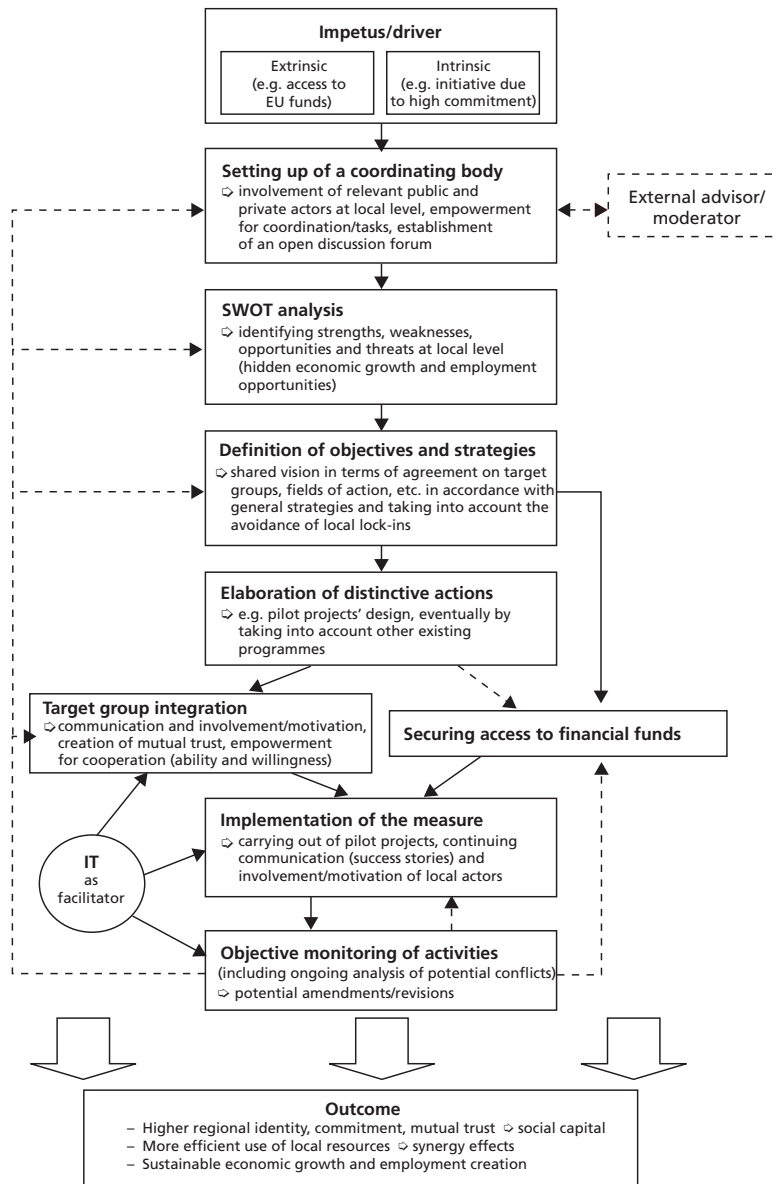 Impetus/driver
Extrinsic
(e.g. access to
EU funds)
Intrinsic
(e.g. initiative due
to high commitment)
Setting up of a coordinating body
➪ involvement of relevant public and
private actors at local level, empowerment
for coordination/tasks, establishment
of an open discussion forum
External advisor/
moderator
SWOT analysis
➪ identifying strengths, weaknesses,
opportunities and threats at local level
(hidden economic growth and employment
opportunities)
Definition of objectives and strategies
➪ shared vision in terms of agreement on target
groups, fields of action, etc. in accordance with
general strategies and taking into account the
avoidance of local lock-ins
Elaboration of distinctive actions
➪ e.g. pilot projects’ design, eventually by
taking into account other existing
programmes
Target group integration
➪ communication and involvement/motivation,
creation of mutual trust, empowerment
for cooperation (ability and willingness)
Securing access to financial funds
Implementation of the measure
➪ carrying out of pilot projects, continuing
communication (success stories) and
involvement/motivation of local actors
IT
as
facilitator
Objective monitoring of activities
(including ongoing analysis of potential conflicts)
➪ potential amendments/revisions
Outcome
– Higher regional identity, commitment, mutual trust ➪ social capital
– More efficient use of local resources ➪ synergy effects
– Sustainable economic growth and employment creation